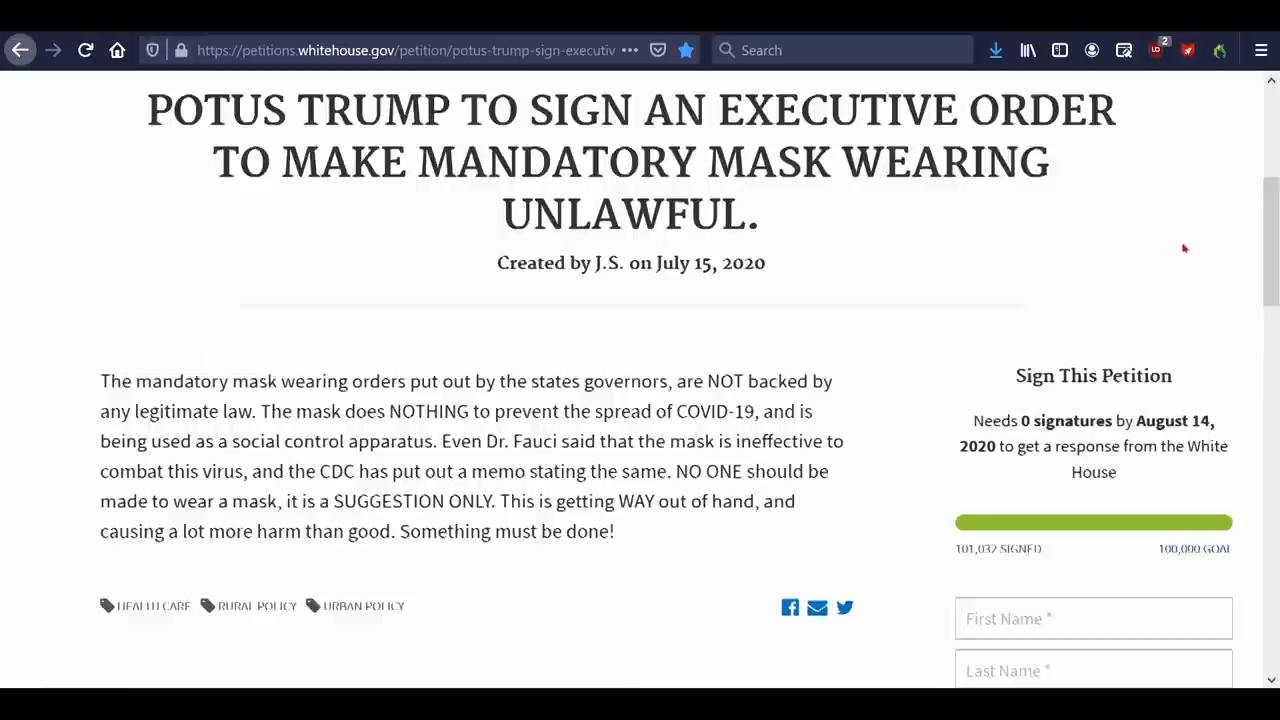 https://petitions.whitehouse.gov/petition/potus-trump-sign-executiv
Search
2
POTUS TRUMP TO SIGN AN EXECUTIVE ORDER
TO MAKE MANDATORY MASK WEARING
UNLAWFUL.
Created by J.S. on July 15, 2020
The mandatory mask wearing orders put out by the states governors, are NOT backed by
any legitimate law. The mask does NOTHING to prevent the spread of COVID-19, and is
being used as a social control apparatus. Even Dr. Fauci said that the mask is ineffective to
combat this virus, and the CDC has put out a memo stating the same. NO ONE should be
made to wear a mask, it is a SUGGESTION ONLY. This is getting WAY out of hand, and
causing a lot more harm than good. Something must be done!
HEALTH CARE RURAL POLICY URBAN POLICY
Sign This Petition
Needs 0 signatures by August 14,
2020 to get a response from the White
House
101,032 SIGNED 100,000 GOAL
First Name *
Last Name *